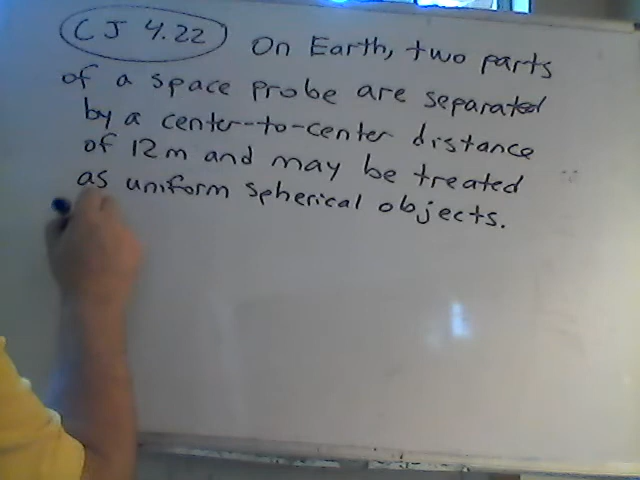 CJ 4.22 On Earth, two parts
of a space probe are separated
by a center-to-center distance
of 12m and may be treated
as uniform spherical objects.